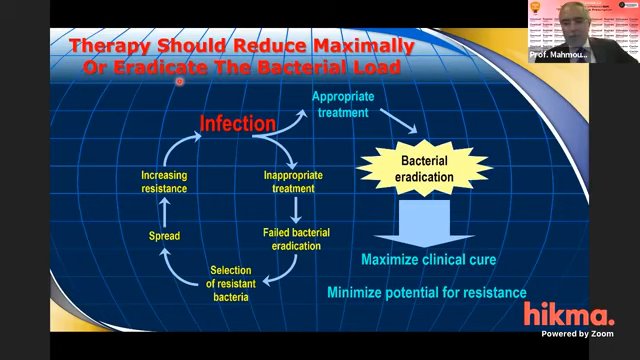 Therapy Should Reduce Maximally
Or Eradicate The Bacterial Load
Prof. Mahmou...
Appropriate
treatment
Infection
Increasing
resistance
Inappropriate
treatment
Bacterial
eradication
Spread
Failed bacterial
eradication
Selection
of resistant
bacteria
Maximize clinical cure
Minimize potential for resistance
hikma.
Powered by Zoom